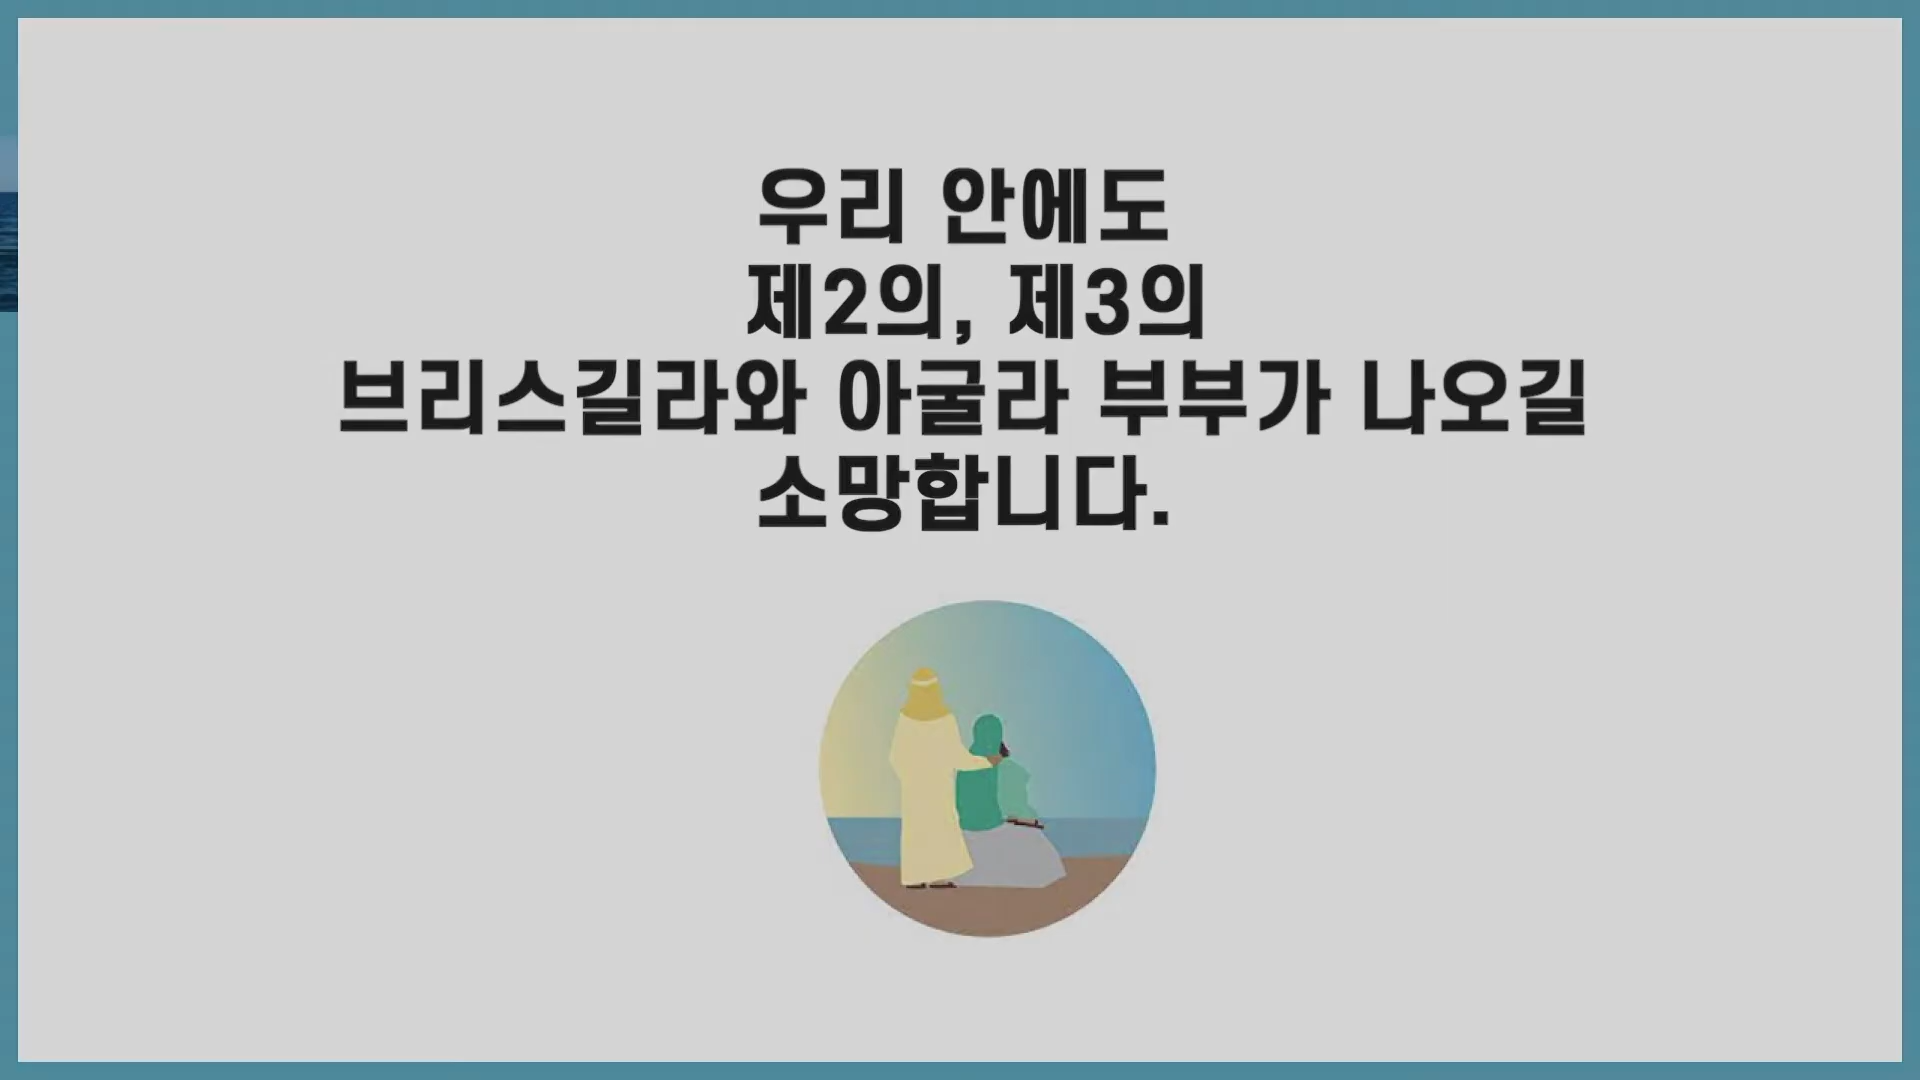 우리 안에도
제2의, 제3의
브리스길라와 아굴라 부부가 나오길
소망합니다.